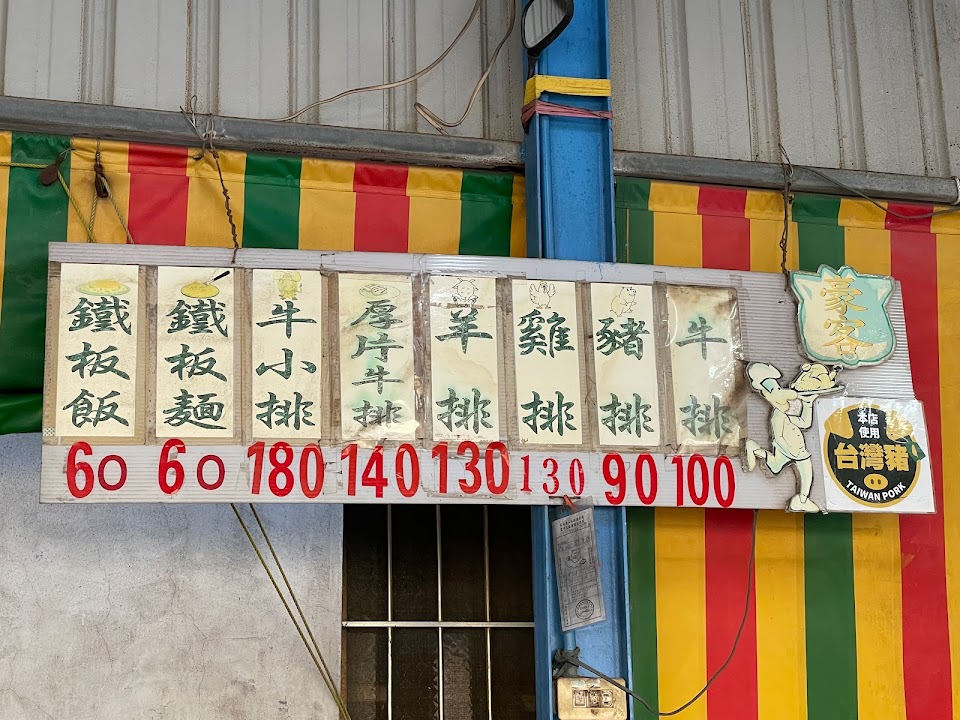 豪客
牛排
豬排
雞排
羊排
厚片牛排
牛小排
鐵板麵
鐵板飯
100
90
130
130
140
180
60
60
本店
使用
台灣豬
TAIWAN PORK